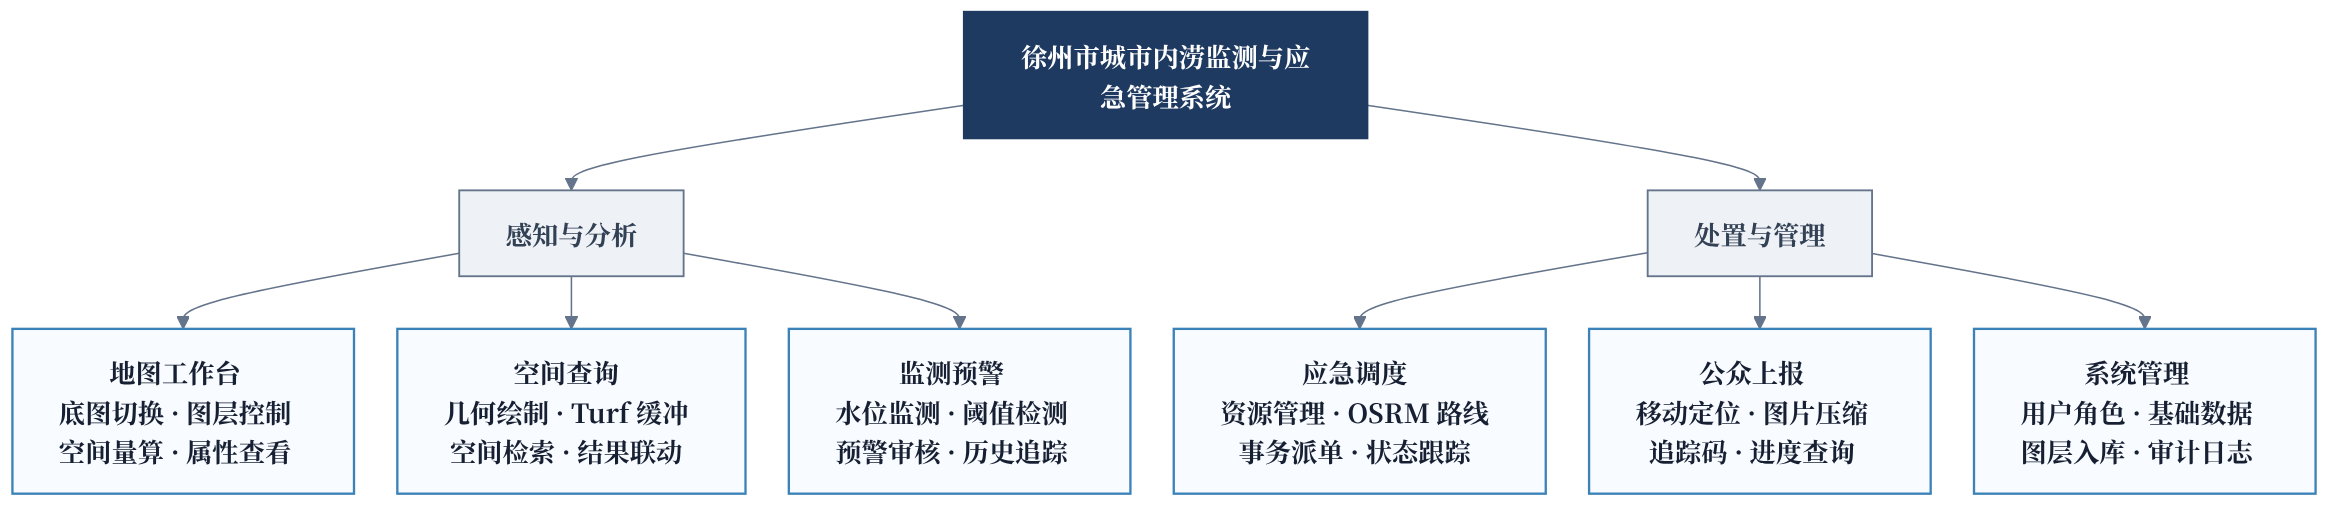 徐州市城市内涝监测与应
急管理系统
感知与分析
处置与管理
地图工作台
底图切换 · 图层控制
空间量算 · 属性查看
空间查询
几何绘制 · Turf 缓冲
空间检索 · 结果联动
监测预警
水位监测 · 阈值检测
预警审核 · 历史追踪
应急调度
资源管理 · OSRM 路线
事务派单 · 状态跟踪
公众上报
移动定位 · 图片压缩
追踪码 · 进度查询
系统管理
用户角色 · 基础数据
图层入库 · 审计日志